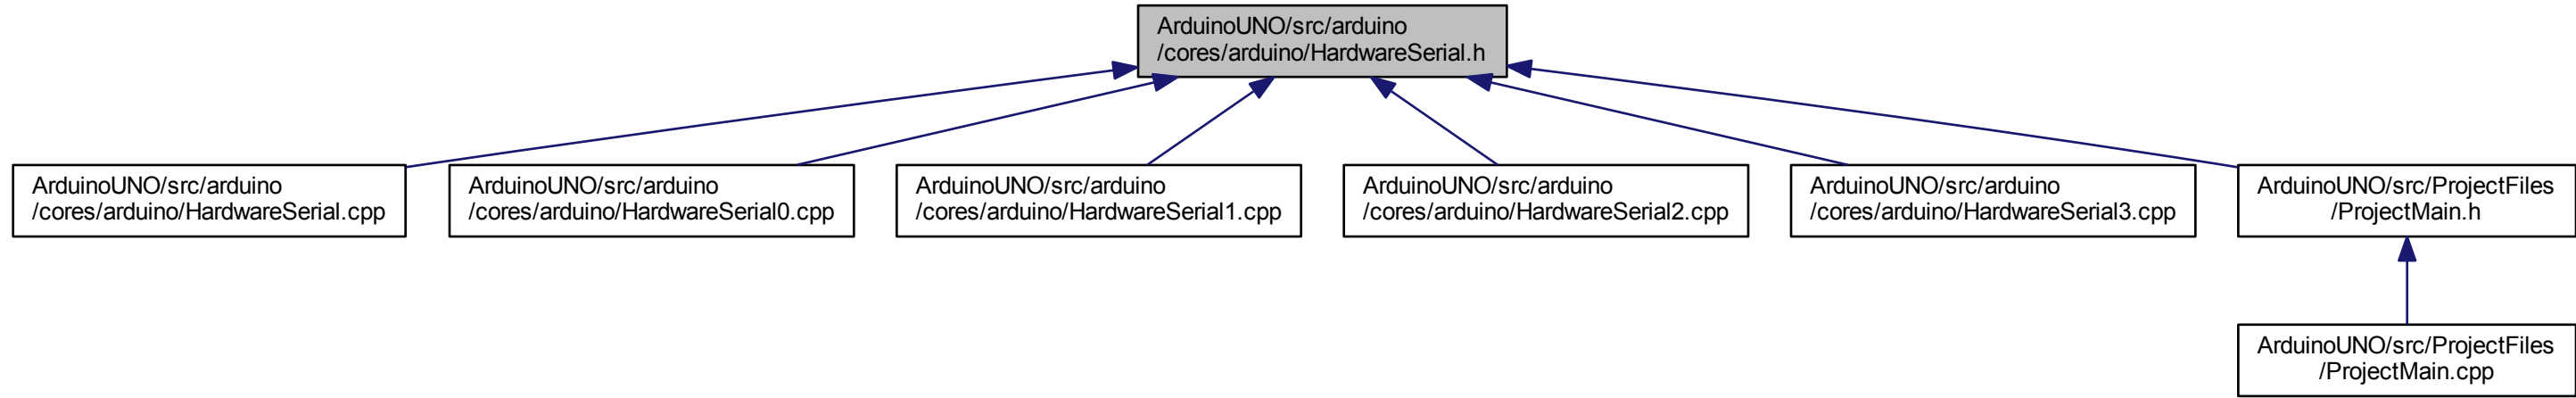 ArduinoUNO/src/arduino
/cores/arduino/HardwareSerial.h
ArduinoUNO/src/arduino
/cores/arduino/HardwareSerial.cpp
ArduinoUNO/src/arduino
/cores/arduino/HardwareSerial0.cpp
ArduinoUNO/src/arduino
/cores/arduino/HardwareSerial1.cpp
ArduinoUNO/src/arduino
/cores/arduino/HardwareSerial2.cpp
ArduinoUNO/src/arduino
/cores/arduino/HardwareSerial3.cpp
ArduinoUNO/src/ProjectFiles
/ProjectMain.h
ArduinoUNO/src/ProjectFiles
/ProjectMain.cpp